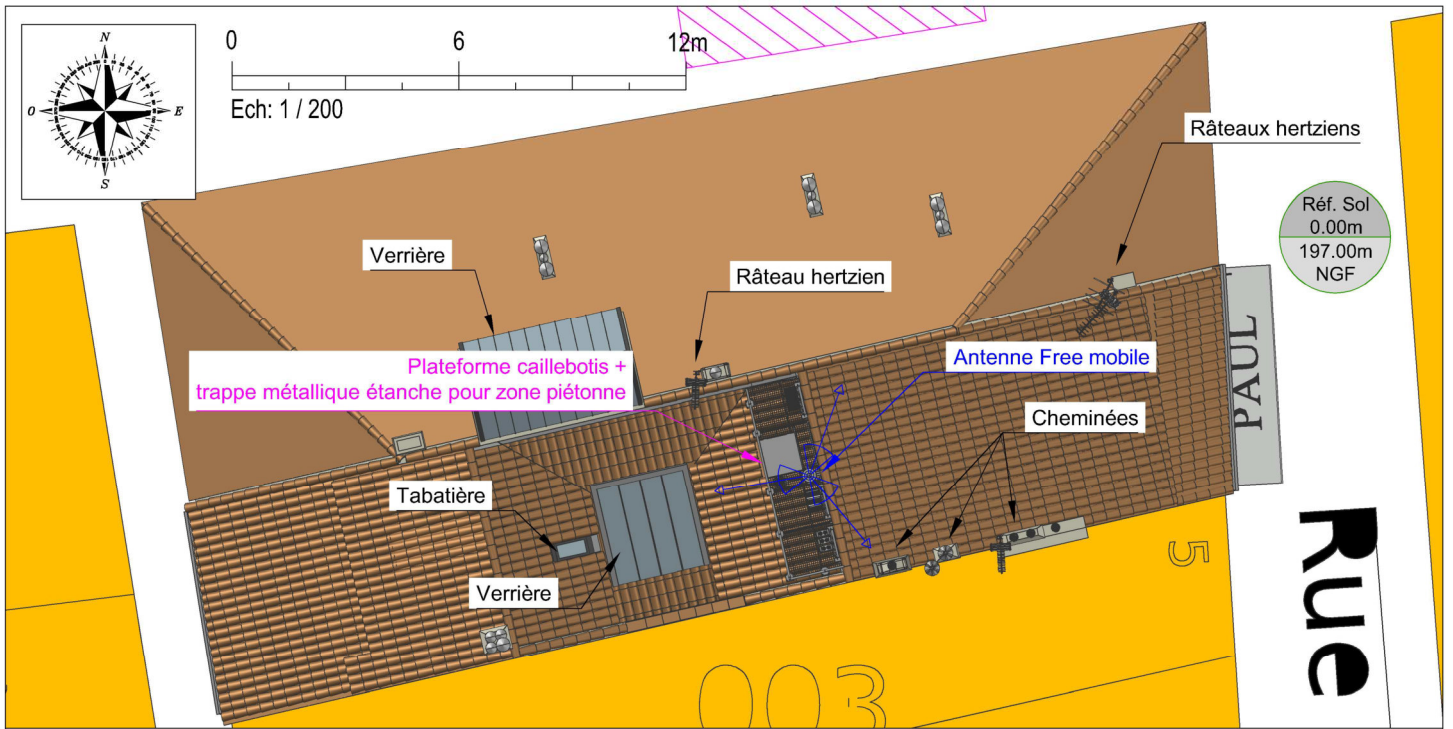 N
O
E
S
0 6 12m
Ech: 1 / 200
Râteaux hertziens
Réf. Sol
0.00m
197.00m
NGF
Verrière
Râteau hertzien
Plateforme caillebotis +
trappe métallique étanche pour zone piétonne
Antenne Free mobile
Cheminées
PAUL
Tabatière
Verrière
5
Rue
003